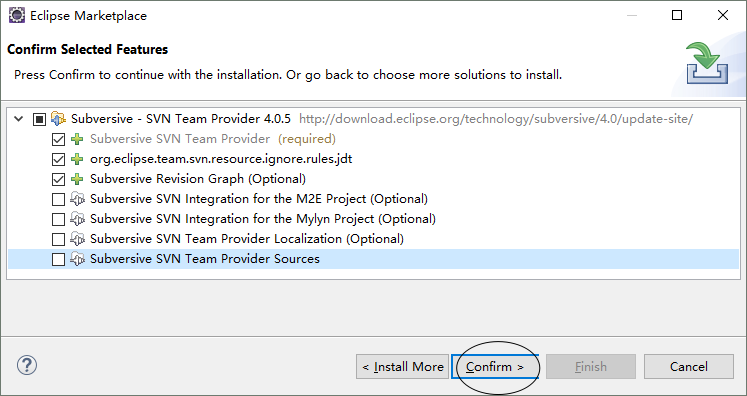 Eclipse Marketplace
Confirm Selected Features
Press Confirm to continue with the installation. Or go back to choose more solutions to install.
Subversive - SVN Team Provider 4.0.5 http://download.eclipse.org/technology/subversive/4.0/update-site/
Subversive SVN Team Provider (required)
org.eclipse.team.svn.resource.ignore.rules.jdt
Subversive Revision Graph (Optional)
Subversive SVN Integration for the M2E Project (Optional)
Subversive SVN Integration for the Mylyn Project (Optional)
Subversive SVN Team Provider Localization (Optional)
Subversive SVN Team Provider Sources
? < Install More Confirm > Finish Cancel